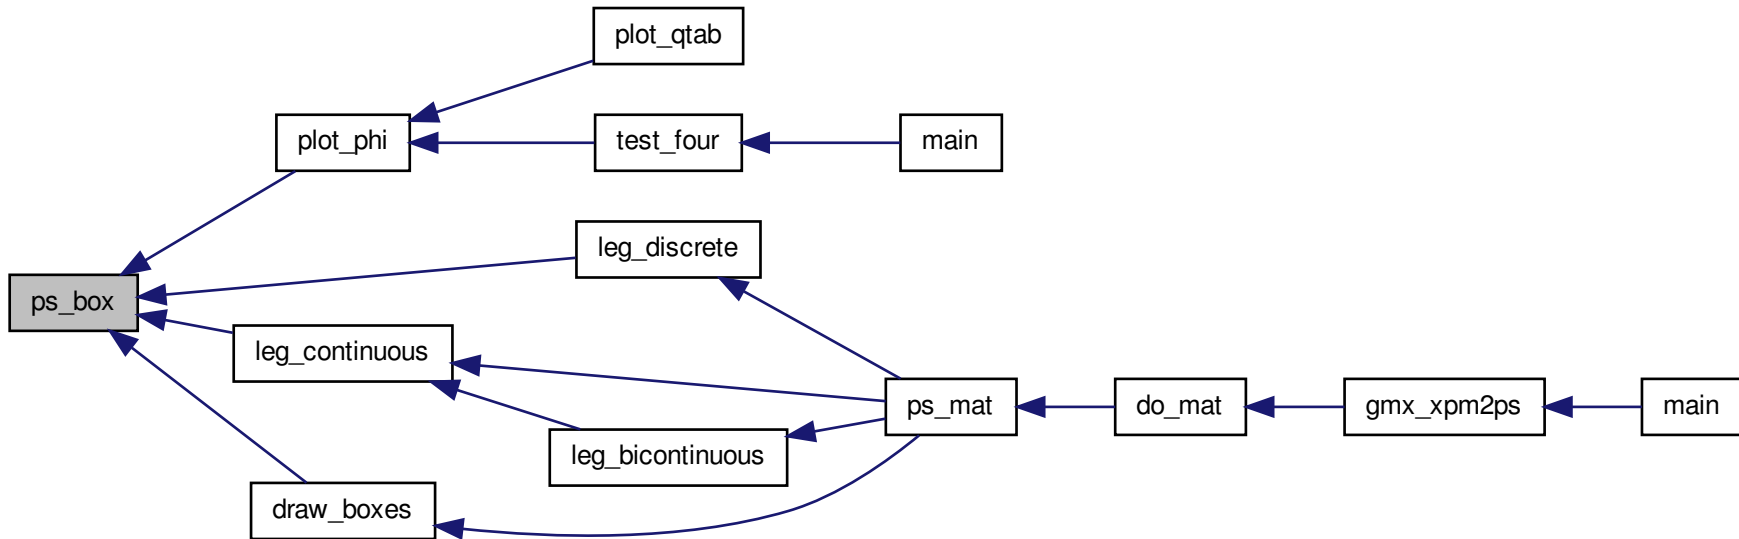 plot_qtab
plot_phi
test_four
main
leg_discrete
ps_box
leg_continuous
ps_mat
do_mat
gmx_xpm2ps
main
leg_bicontinuous
draw_boxes